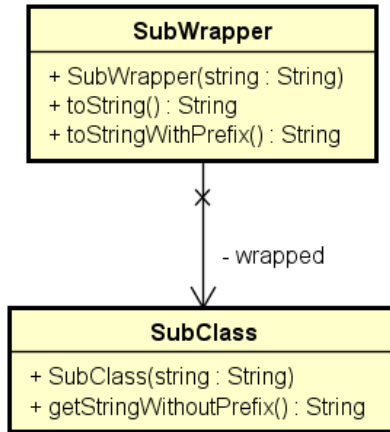 SubWrapper
+ SubWrapper(string : String)
+ toString() : String
+ toStringWithPrefix() : String
- wrapped
SubClass
+ SubClass(string : String)
+ getStringWithoutPrefix() : String